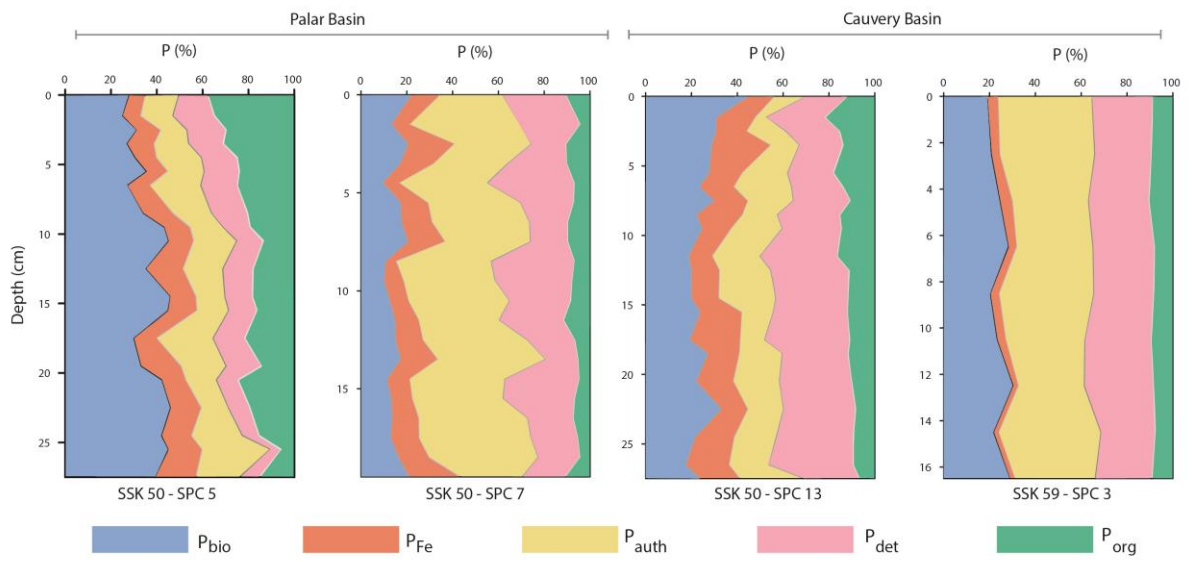 Palar Basin
Cauvery Basin
P (%)
P (%)
P (%)
P (%)
0 20 40 60 80 100
0 20 40 60 80 100
0 20 40 60 80 100
0 20 40 60 80 100
Depth (cm)
0
5
10
15
20
25
0
5
10
15
0
5
10
15
20
25
0
2
4
6
8
10
12
14
16
SSK 50 - SPC 5
SSK 50 - SPC 7
SSK 50 - SPC 13
SSK 59 - SPC 3
Pbio
PFe
Pauth
Pdet
Porg